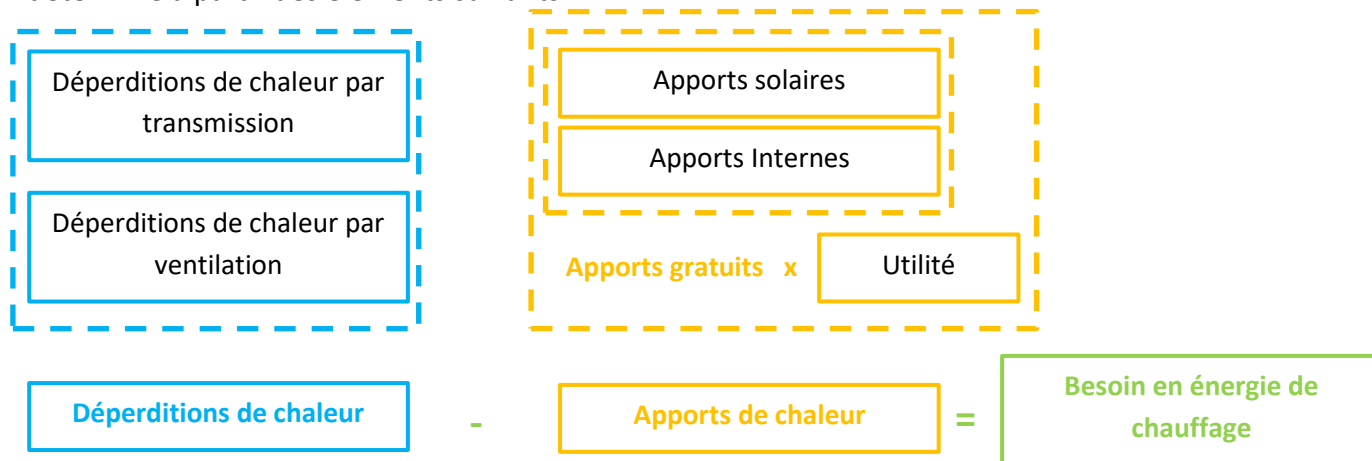 Déperditions de chaleur par
transmission
Déperditions de chaleur par
ventilation
Apports solaires
Apports Internes
Apports gratuits x Utilité
Déperditions de chaleur - Apports de chaleur = Besoin en énergie de
chauffage